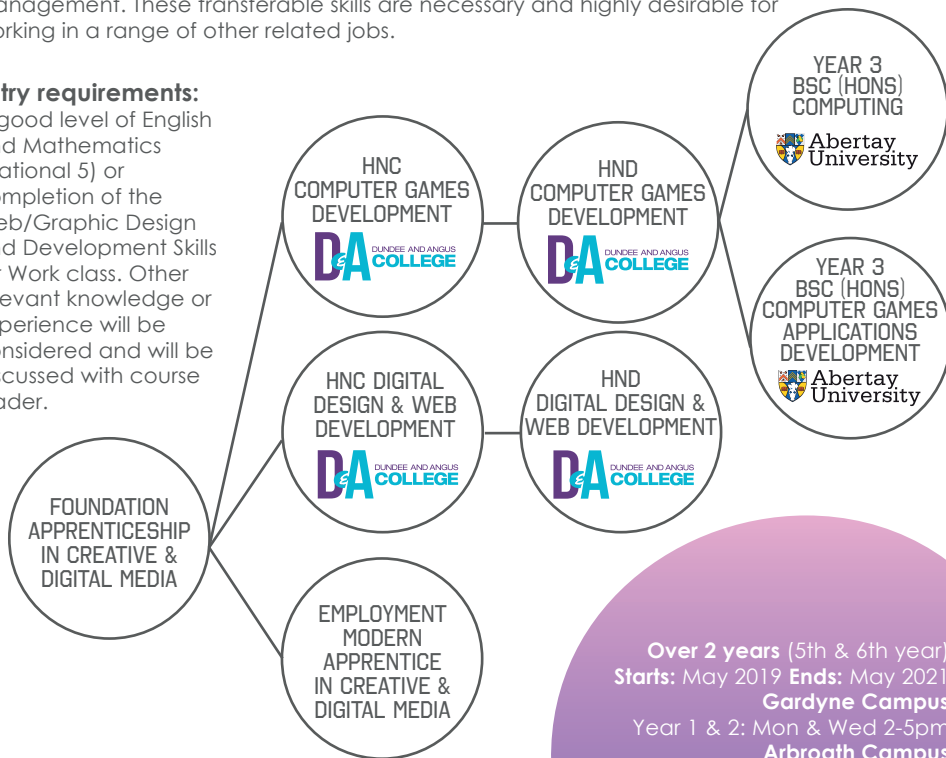 anagement. These transferable skills are necessary and highly desirable for
orking in a range of other related jobs.
try requirements:
good level of English
nd Mathematics
ational 5) or
ompletion of the
eb/Graphic Design
nd Development Skills
r Work class. Other
levant knowledge or
xperience will be
onsidered and will be
scussed with course
ader.
FOUNDATION
APPRENTICESHIP
IN CREATIVE &
DIGITAL MEDIA
HNC
COMPUTER GAMES
DEVELOPMENT
D&A DUNDEE AND ANGUS
COLLEGE
HND
COMPUTER GAMES
DEVELOPMENT
D&A DUNDEE AND ANGUS
COLLEGE
YEAR 3
BSC (HONS)
COMPUTING
Abertay
University
YEAR 3
BSC (HONS)
COMPUTER GAMES
APPLICATIONS
DEVELOPMENT
Abertay
University
HNC DIGITAL
DESIGN & WEB
DEVELOPMENT
D&A DUNDEE AND ANGUS
COLLEGE
HND
DIGITAL DESIGN &
WEB DEVELOPMENT
D&A DUNDEE AND ANGUS
COLLEGE
EMPLOYMENT
MODERN
APPRENTICE
IN CREATIVE &
DIGITAL MEDIA
Over 2 years (5th & 6th year)
Starts: May 2019 Ends: May 2021
Gardyne Campus
Year 1 & 2: Mon & Wed 2-5pm
Arbroath Campus